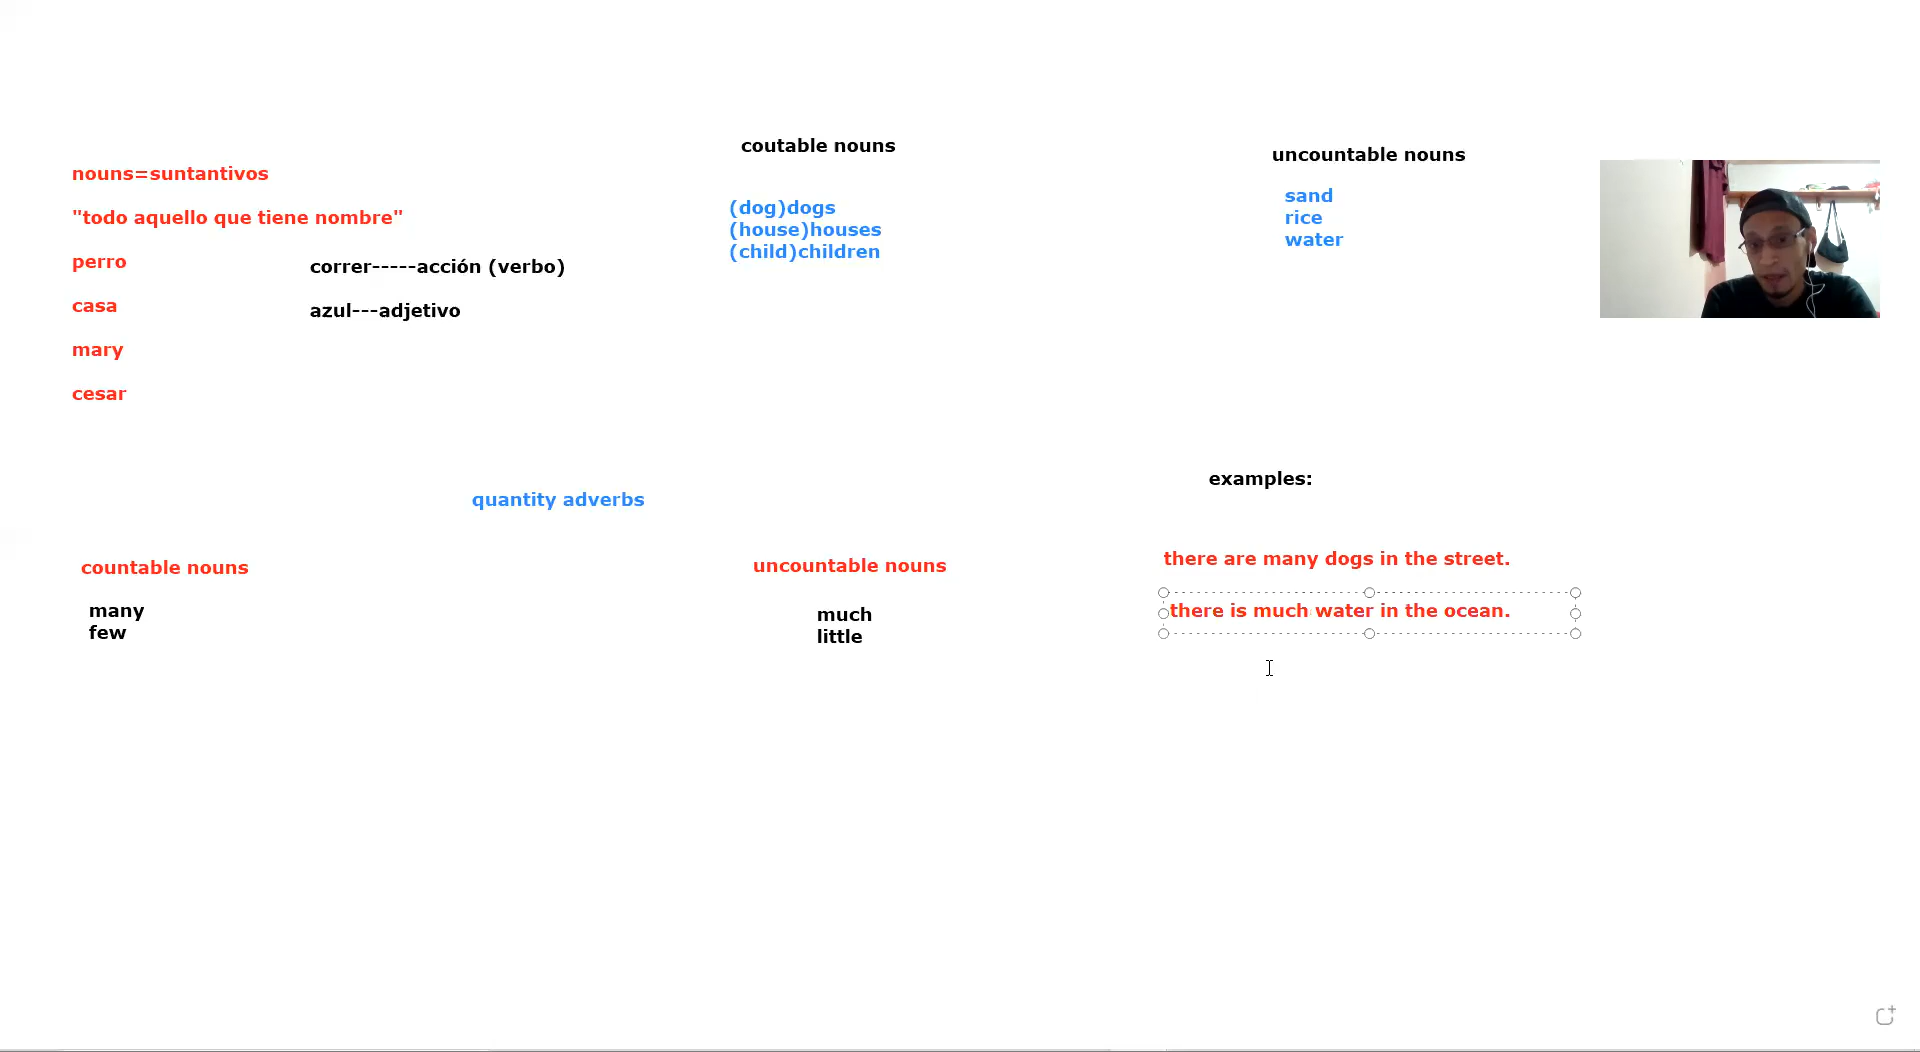 nouns=suntantivos
"todo aquello que tiene nombre"
perro
casa
mary
cesar
correr-----acción (verbo)
azul---adjetivo
coutable nouns
(dog)dogs
(house)houses
(child)children
uncountable nouns
sand
rice
water
quantity adverbs
countable nouns
many
few
uncountable nouns
much
little
examples:
there are many dogs in the street.
there is much water in the ocean.